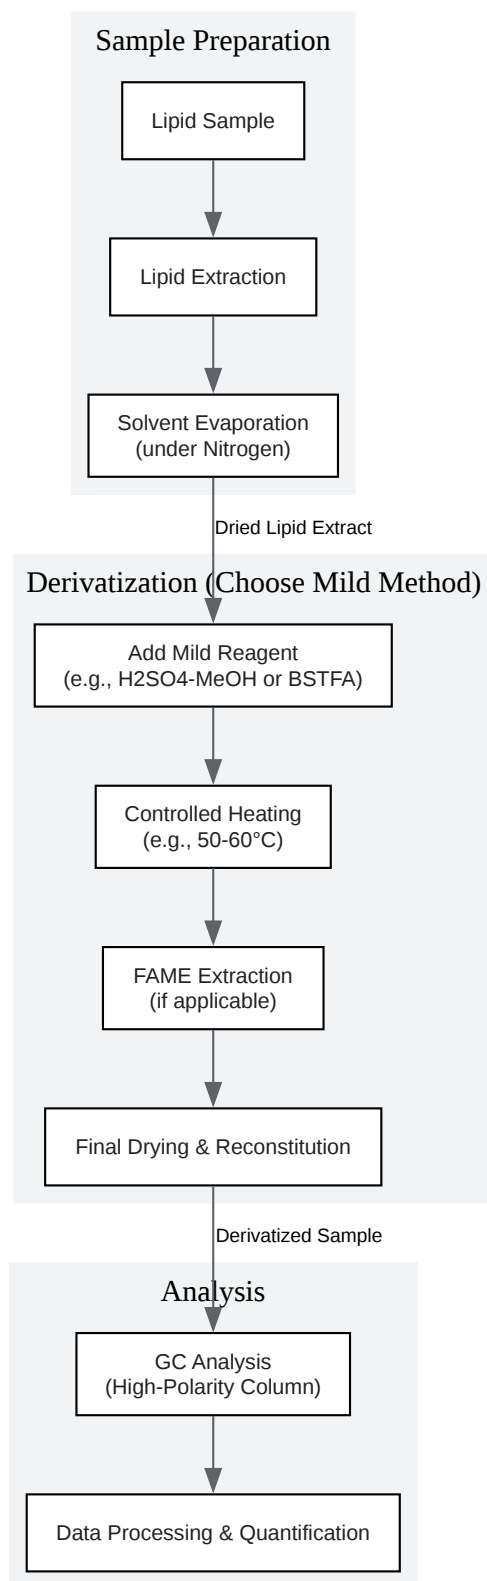 Sample Preparation
Lipid Sample
Lipid Extraction
Solvent Evaporation
(under Nitrogen)
Dried Lipid Extract
Derivatization (Choose Mild Method)
Add Mild Reagent
(e.g., H2SO4-MeOH or BSTFA)
Controlled Heating
(e.g., 50-60°C)
FAME Extraction
(if applicable)
Final Drying & Reconstitution
Derivatized Sample
Analysis
GC Analysis
(High-Polarity Column)
Data Processing & Quantification